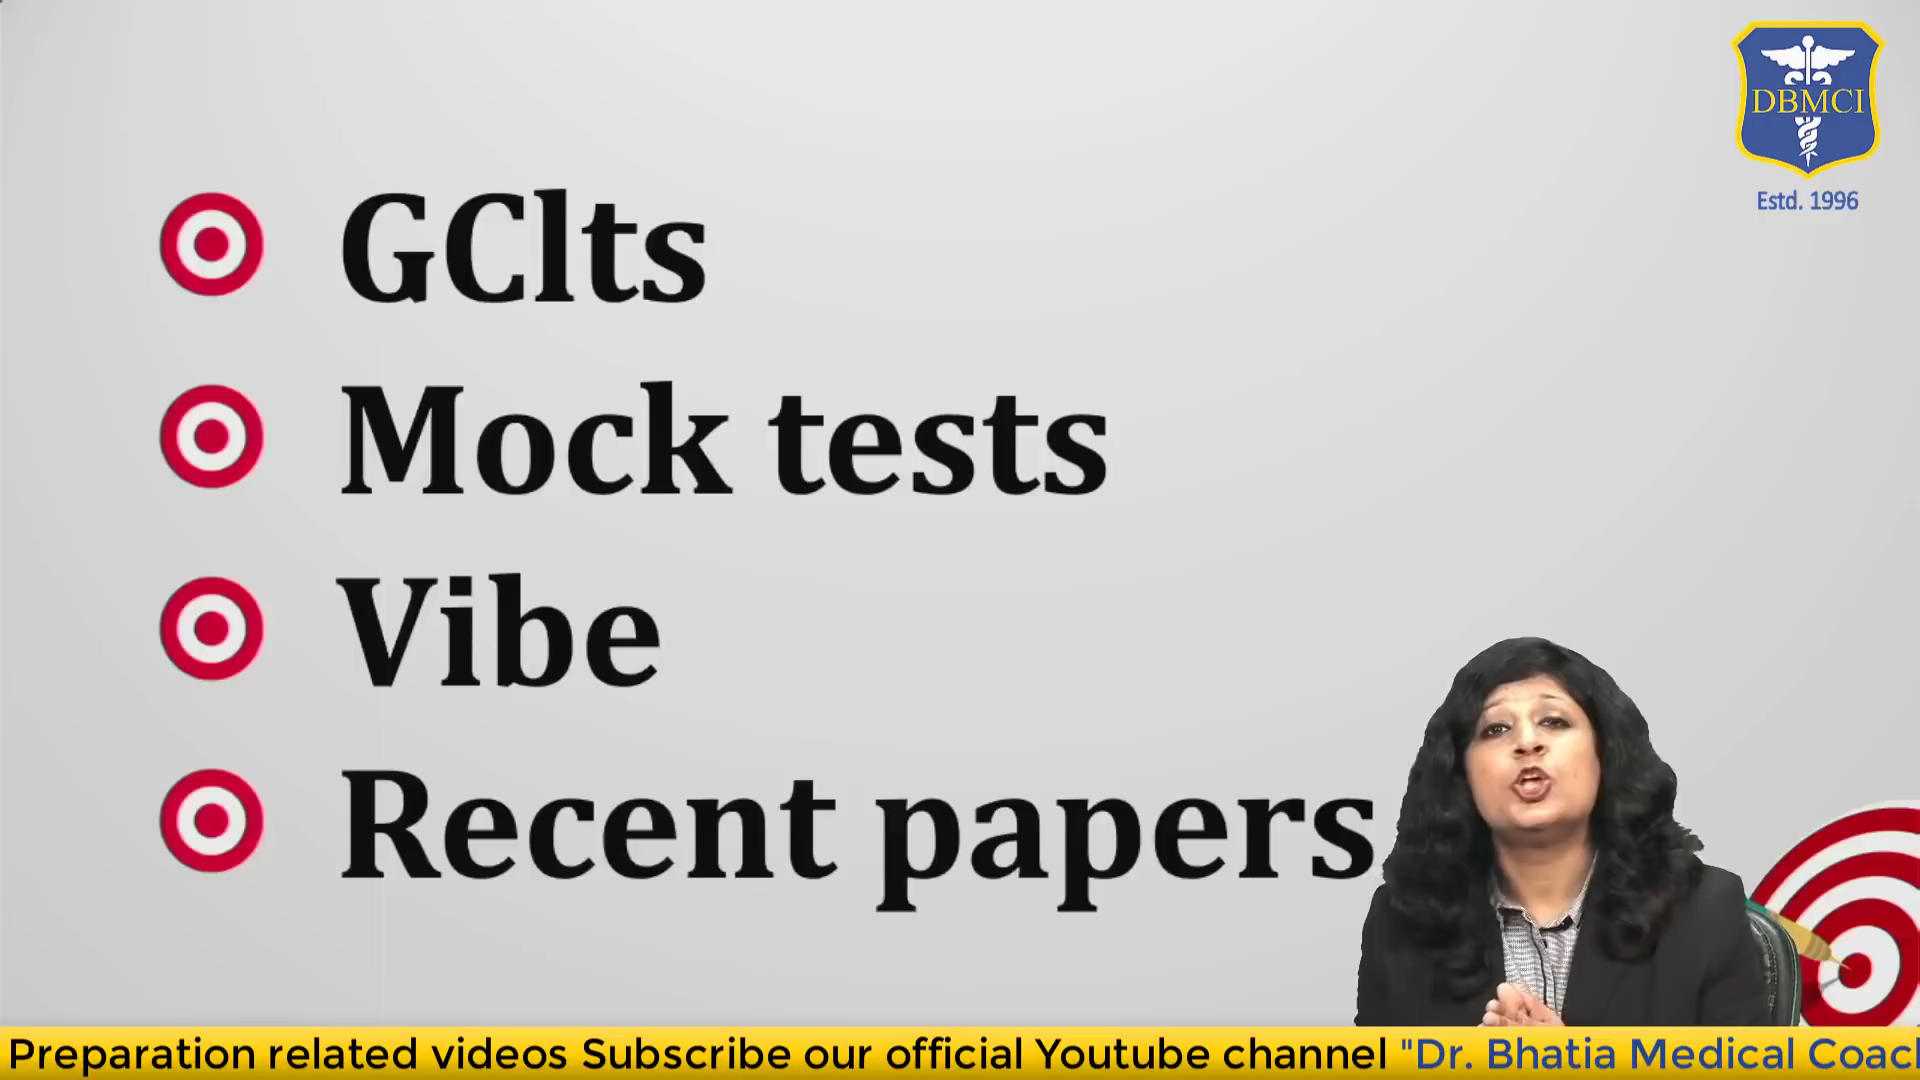 DBMCI
Estd. 1996
GClts
Mock tests
Vibe
Recent papers
Preparation related videos Subscribe our official Youtube channel "Dr. Bhatia Medical Coach